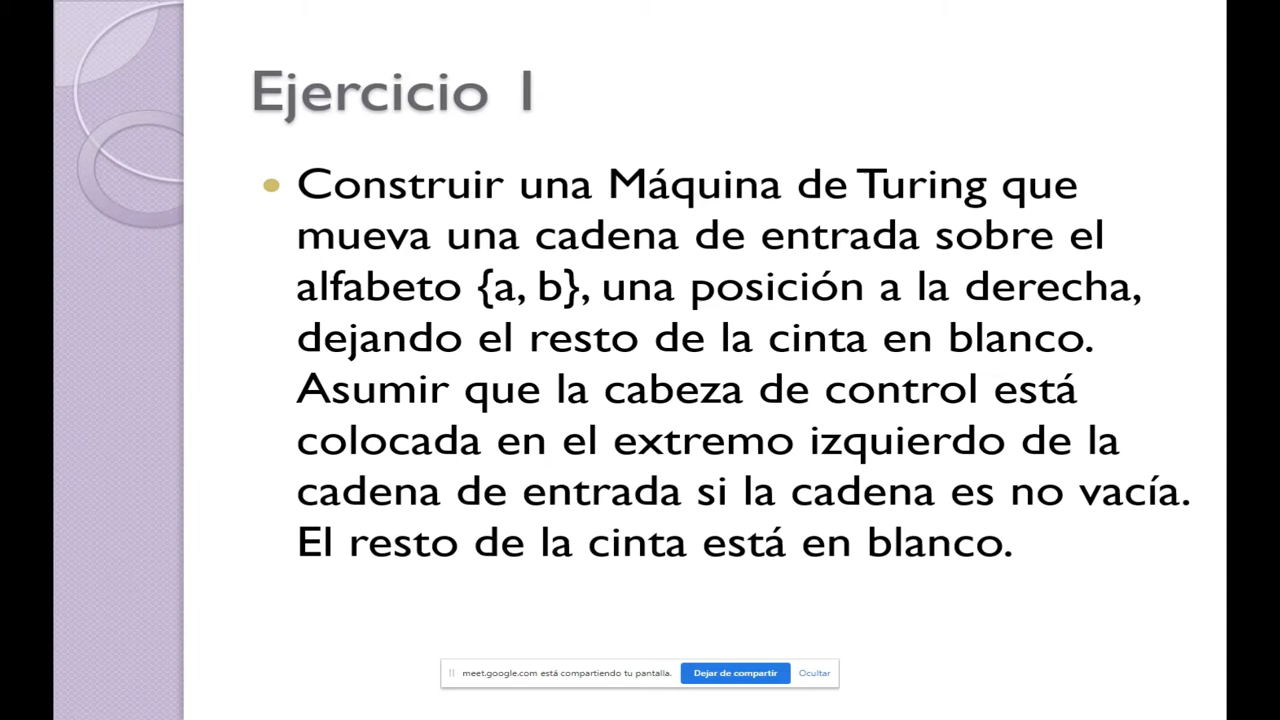 Ejercicio 1
Construir una Máquina de Turing que
mueva una cadena de entrada sobre el
alfabeto {a, b}, una posición a la derecha,
dejando el resto de la cinta en blanco.
Asumir que la cabeza de control está
colocada en el extremo izquierdo de la
cadena de entrada si la cadena es no vacía.
El resto de la cinta está en blanco.
meet.google.com está compartiendo tu pantalla. Dejar de compartir Ocultar